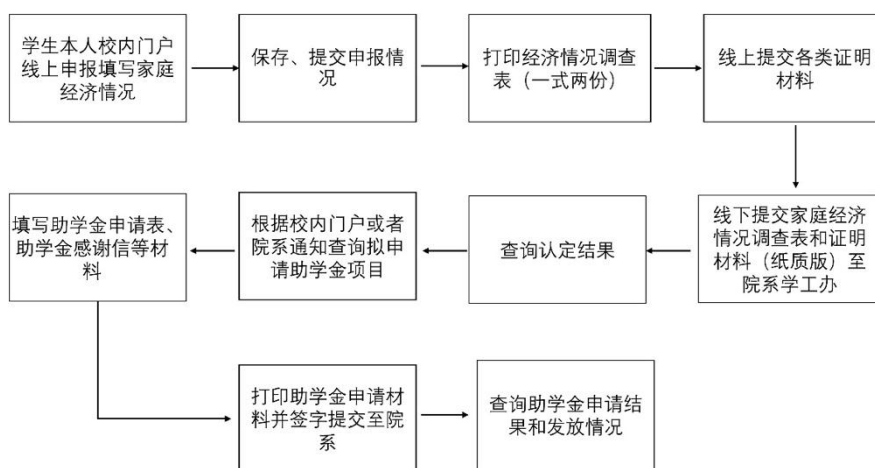 学生本人校内门户
线上申报填写家庭
经济情况
保存、提交申报情
况
打印经济情况调查
表（一式两份）
线上提交各类证明
材料
线下提交家庭经济
情况调查表和证明
材料（纸质版）至
院系学工办
查询认定结果
根据校内门户或者
院系通知查询拟申
请助学金项目
填写助学金申请表、
助学金感谢信等材
料
打印助学金申请材
料并签字提交至院
系
查询助学金申请结
果和发放情况